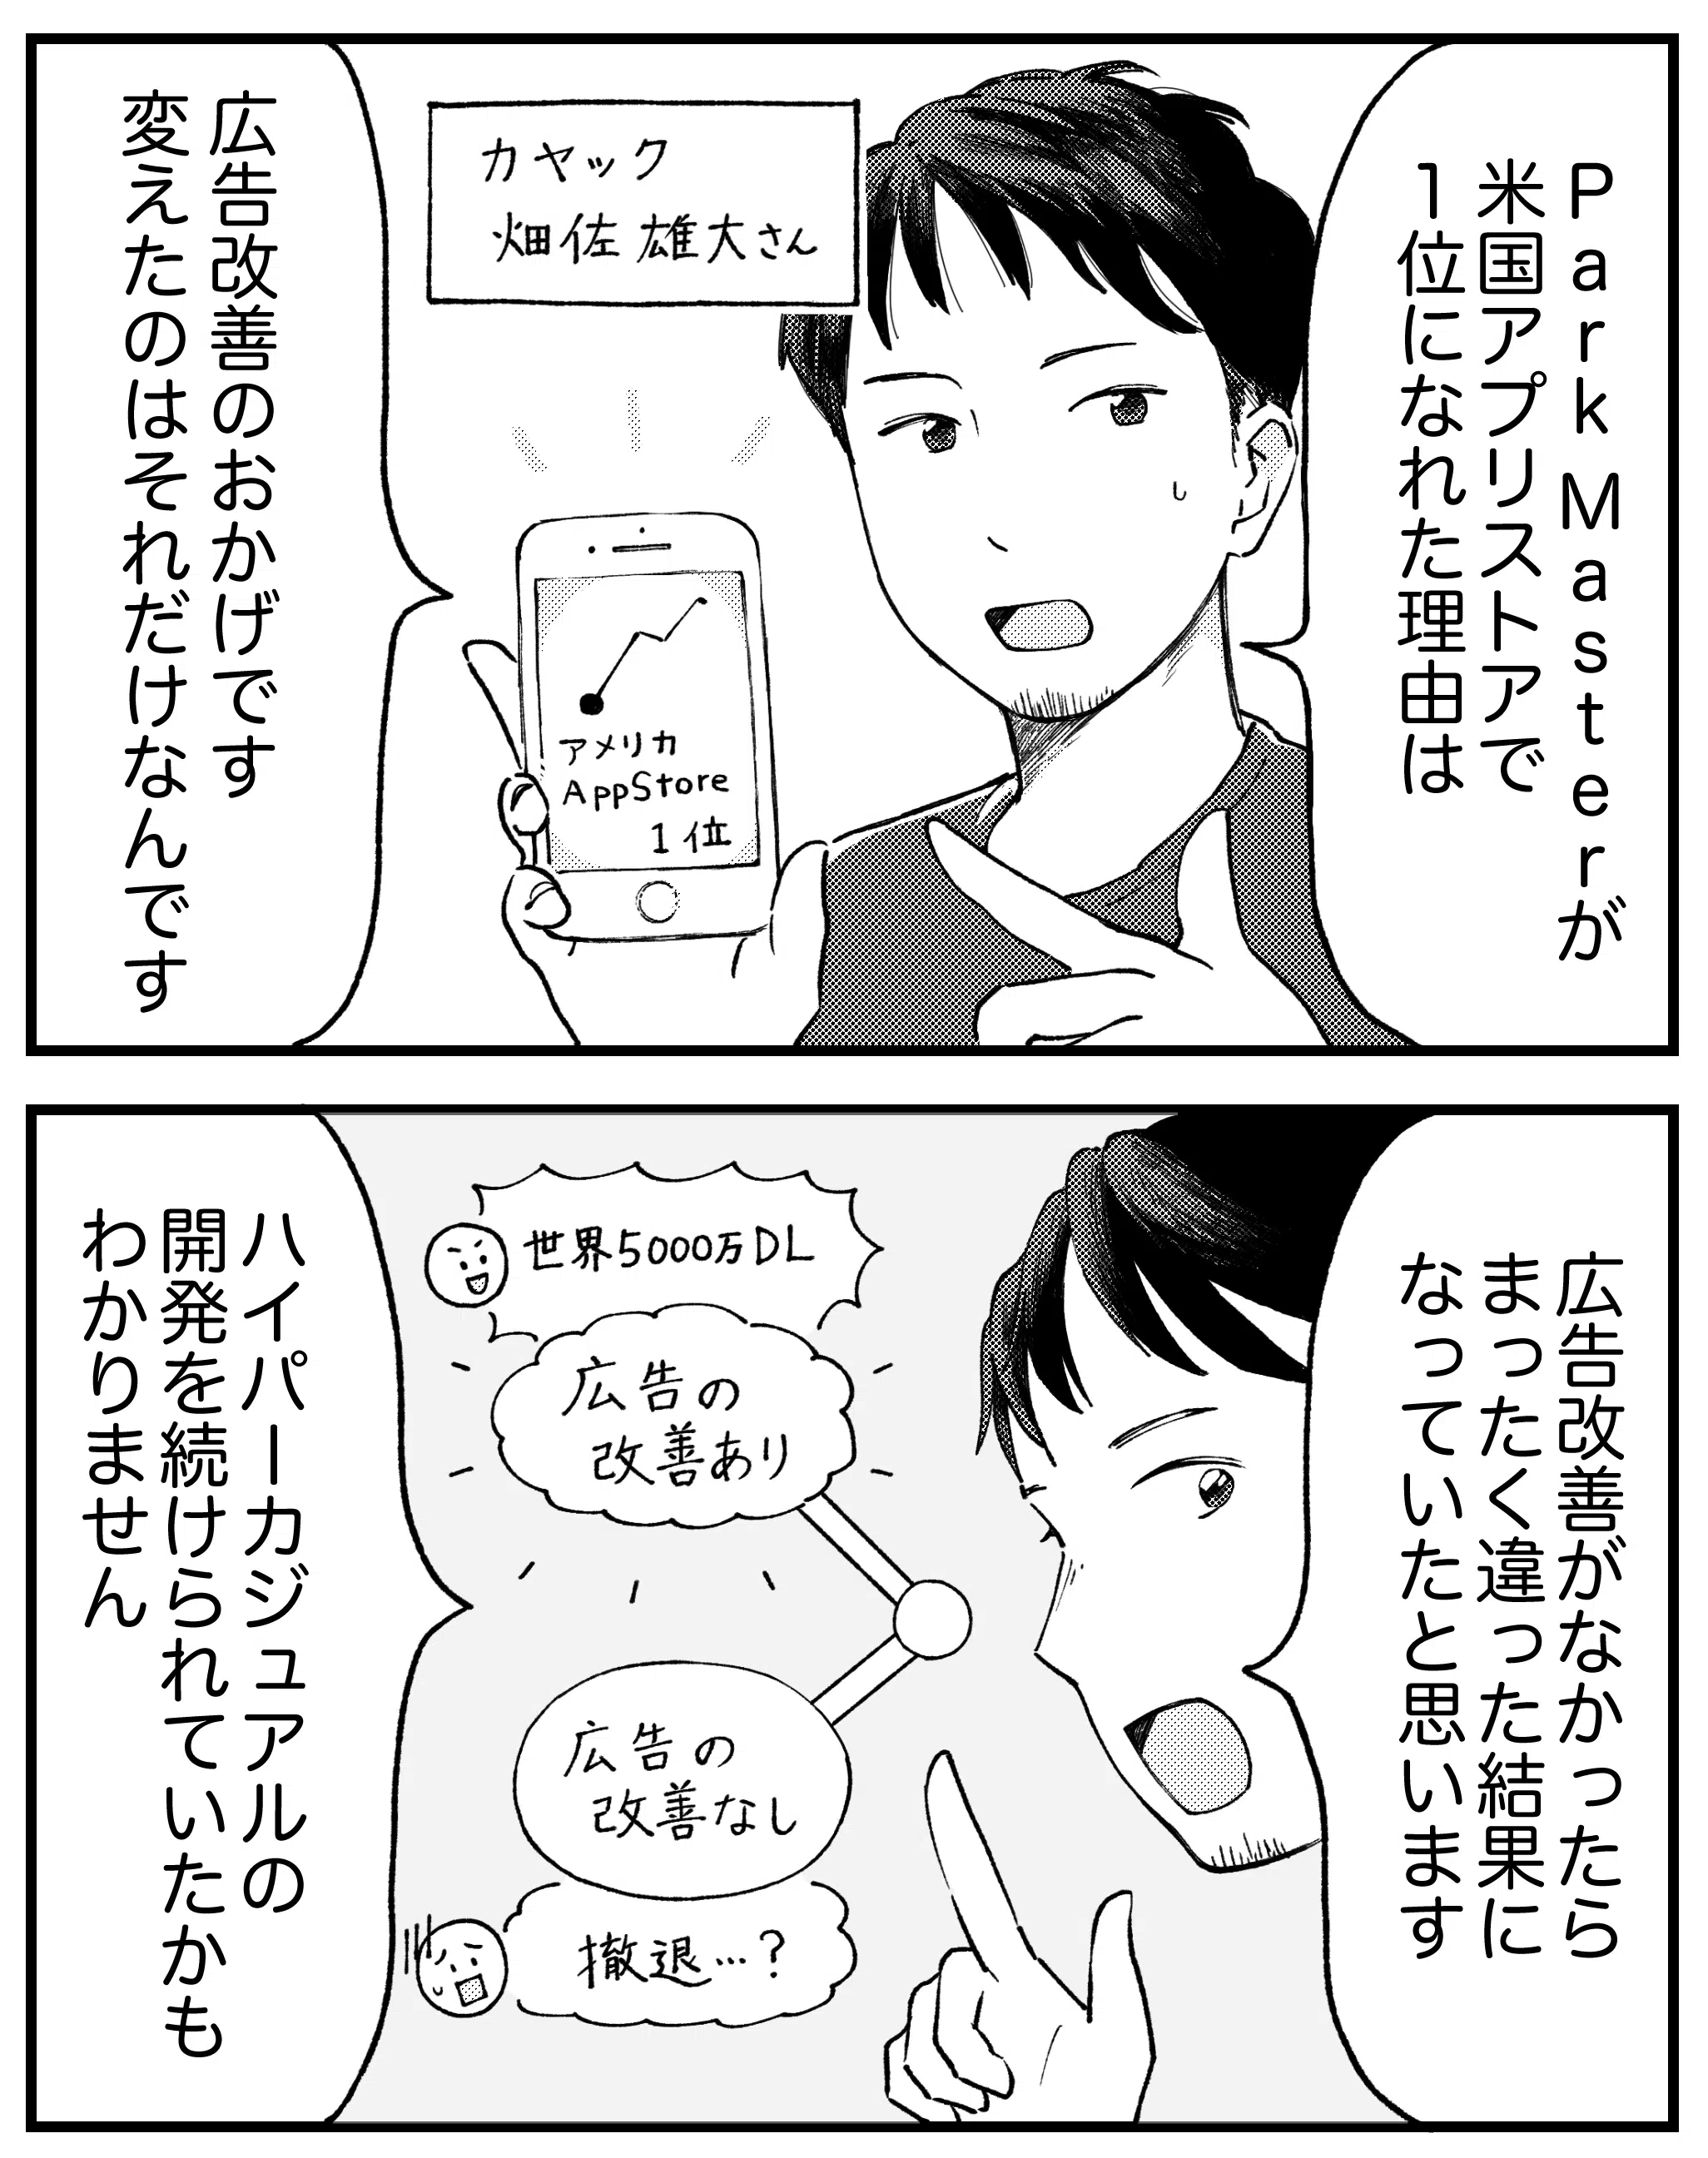 Park Masterが
米国アプリストアで
1位になれた理由は
カヤック
畑佐 雄大さん
アメリカ
AppStore
1位
広告改善のおかげです
変えたのはそれだけなんです
広告改善がなかったら
まったく違った結果に
なっていたと思います
世界5000万DL
広告の
改善あり
広告の
改善なし
撤退…?
ハイパーカジュアルの
開発を続けられていたかも
わかりません